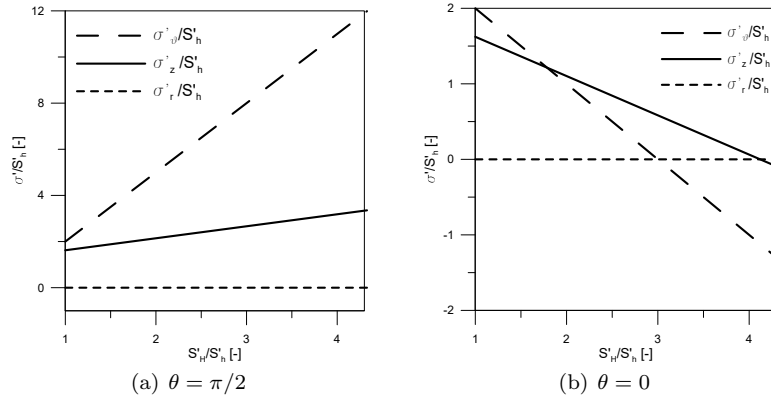 12
8
4
0
σ'/S'h [-]
σ'ϑ/S'h
σ'z/S'h
σ'r/S'h
1 2 3 4
S'H/S'h [-]
(a) θ = π/2
2
1
0
-1
-2
σ'/S'h [-]
σ'ϑ/S'h
σ'z/S'h
σ'r/S'h
1 2 3 4
S'H/S'h [-]
(b) θ = 0